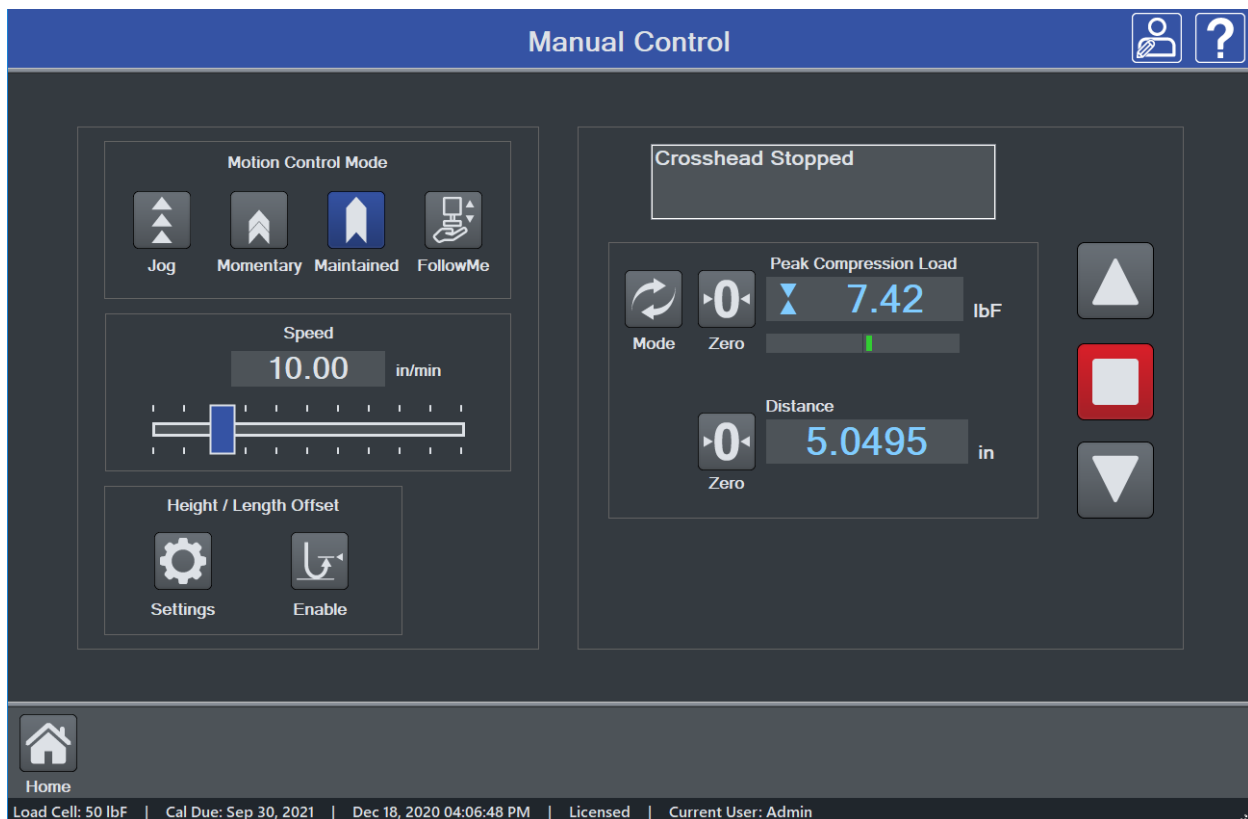 Manual Control
?
Motion Control Mode
Jog Momentary Maintained FollowMe
Speed
10.00 in/min
Height / Length Offset
Settings Enable
Crosshead Stopped
Peak Compression Load
0 7.42 lbF
Mode Zero
Distance
0 5.0495 in
Zero
Home
Load Cell: 50 lbF | Cal Due: Sep 30, 2021 | Dec 18, 2020 04:06:48 PM | Licensed | Current User: Admin